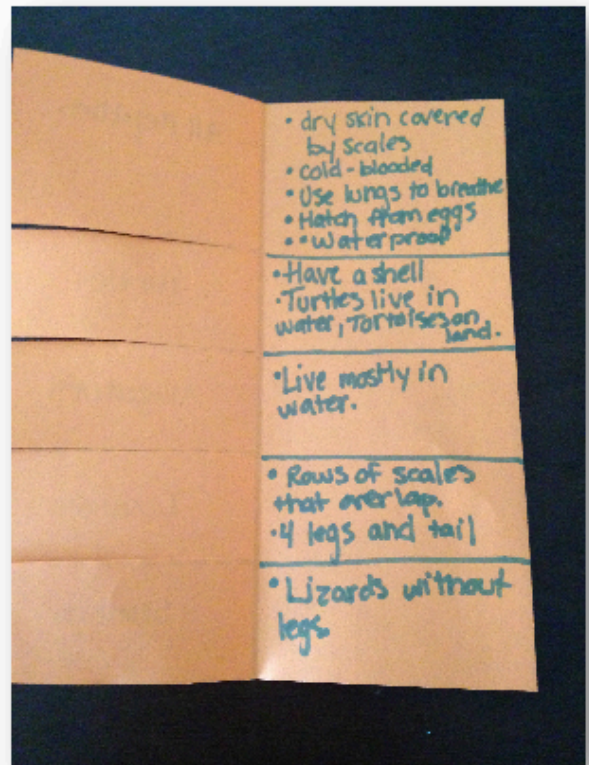 • dry skin covered
by scales
• cold-blooded
• Use lungs to breathe
• Hatch from eggs
• • Waterproof
• Have a shell
• Turtles live in
water, Tortoises on
land.
• Live mostly in
water.
• Rows of scales
that overlap.
• 4 legs and tail
• Lizards without
legs.